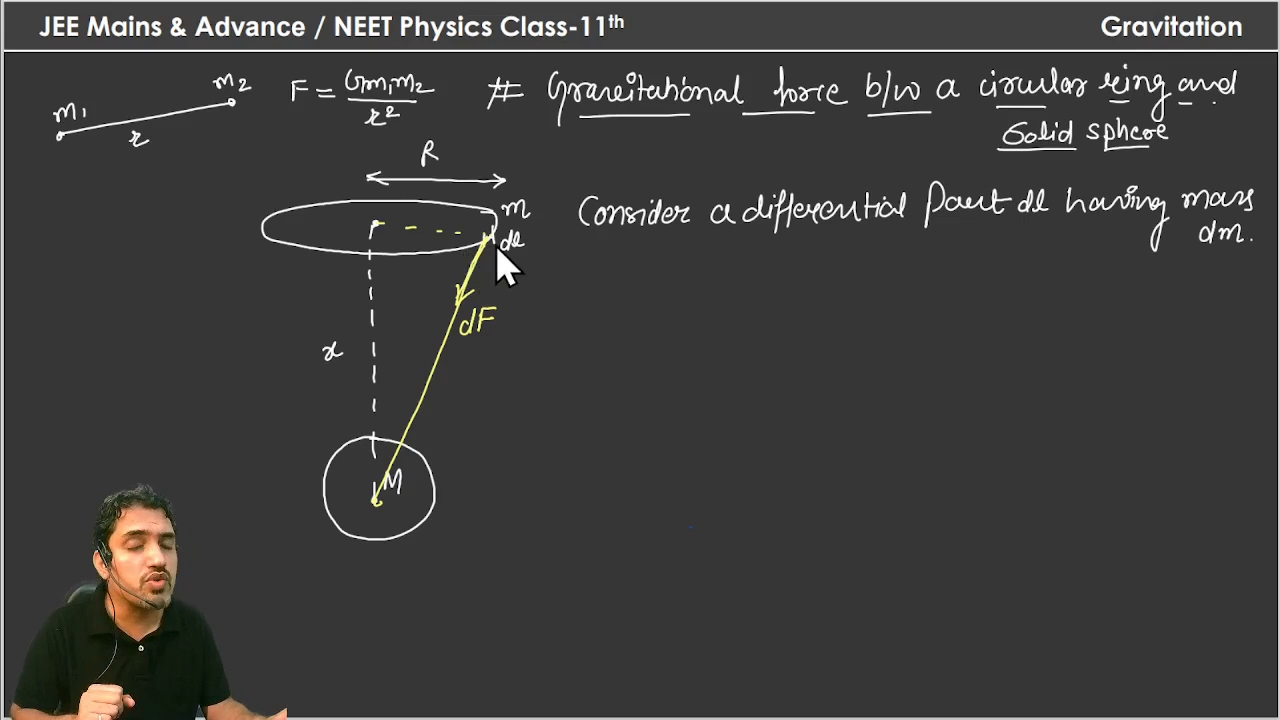 JEE Mains & Advance / NEET Physics Class-11th
Gravitation
m1 r m2
F = Gm1m2/r²
# Gravitational force b/w a circular ring and
Solid sphere
R
m
dl
Consider a differential Part dl having mass
dm.
dF
x
M